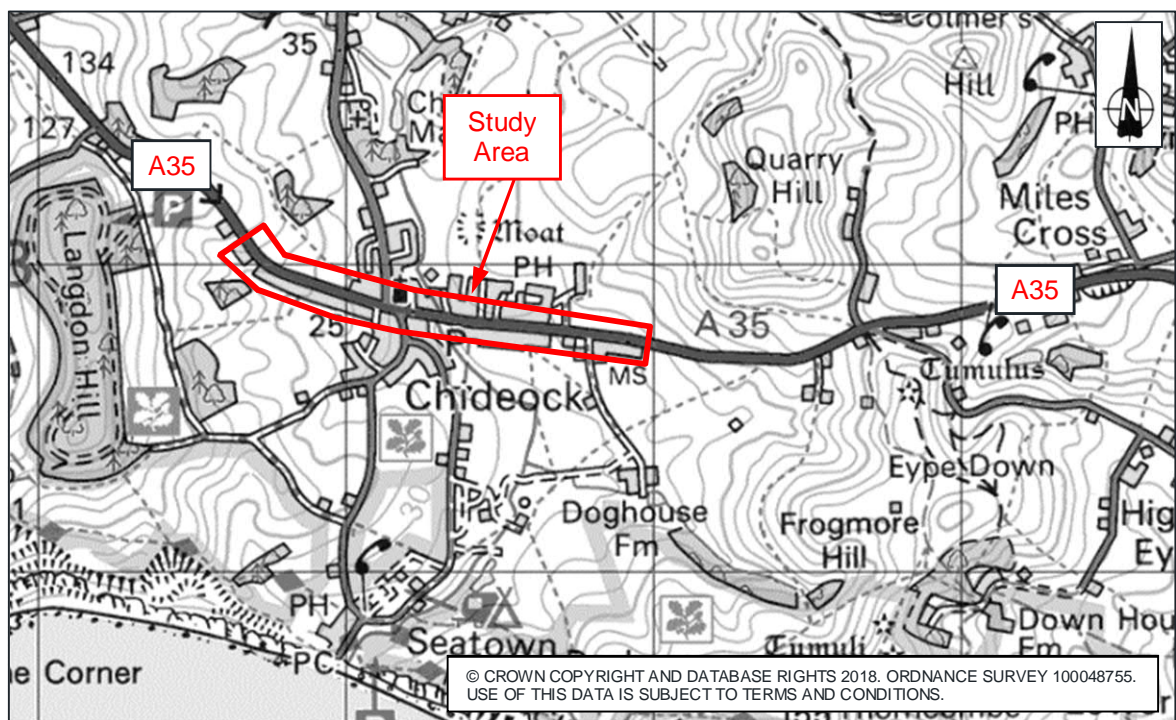 134
35
Colmer's
Hill
N
127
A35
Study
Area
PH
Quarry
Hill
Miles
Cross
P
Moat
PH
Langdon Hill
A35
25
A 35
P
MS
Chideock
Tumulus
Eype Down
Doghouse
Fm
Frogmore
Hill
PH
Seatown
Tumuli
Down Hou
Fm
PC
Corner
© CROWN COPYRIGHT AND DATABASE RIGHTS 2018. ORDNANCE SURVEY 100048755.
USE OF THIS DATA IS SUBJECT TO TERMS AND CONDITIONS.